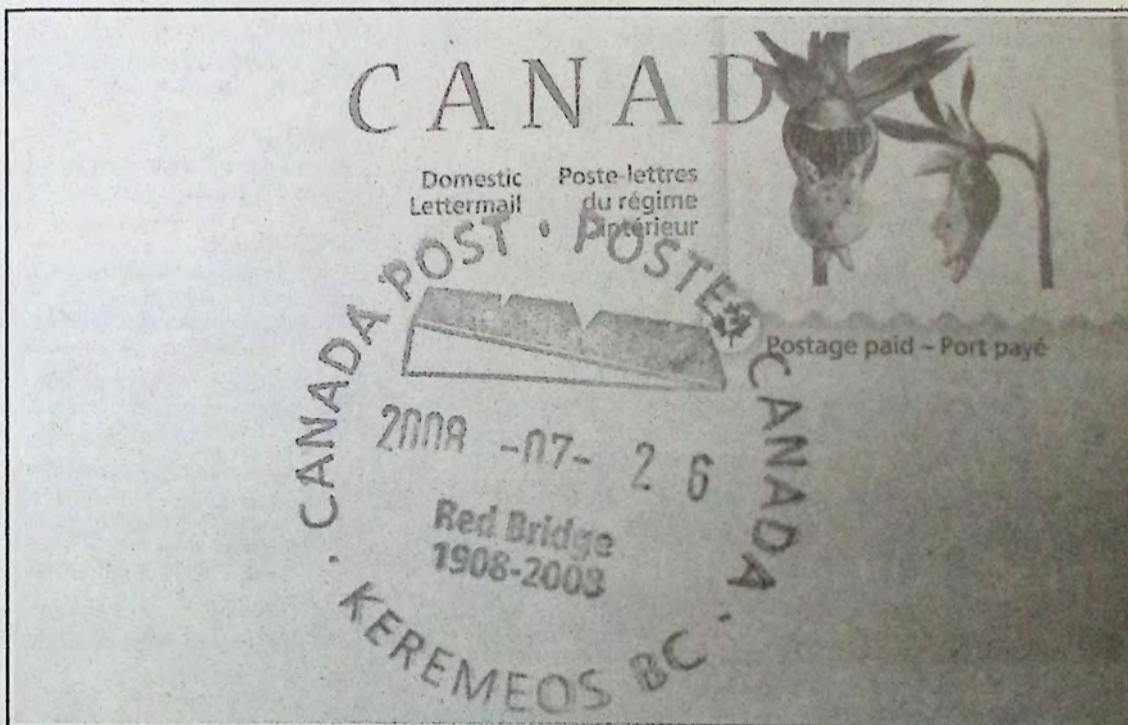 CANAD
Domestic
Lettermail
Poste-lettres
du régime
intérieur
Postage paid – Port payé
CANADA POST • POSTES CANADA
2008 -07- 26
Red Bridge
1908-2008
KEREMEOS BC